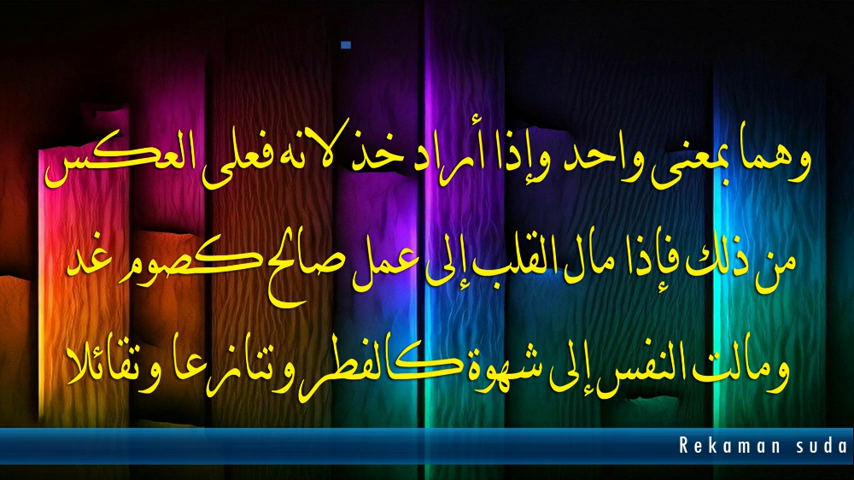 وهما بمعنى واحد وإذا أراد خذلانه فعلى العكس
من ذلك فإذا مال القلب إلى عمل صالح كصوم غد
ومالت النفس إلى شهوة كالفطر وتنازعا وتقائلا
Rekaman suda